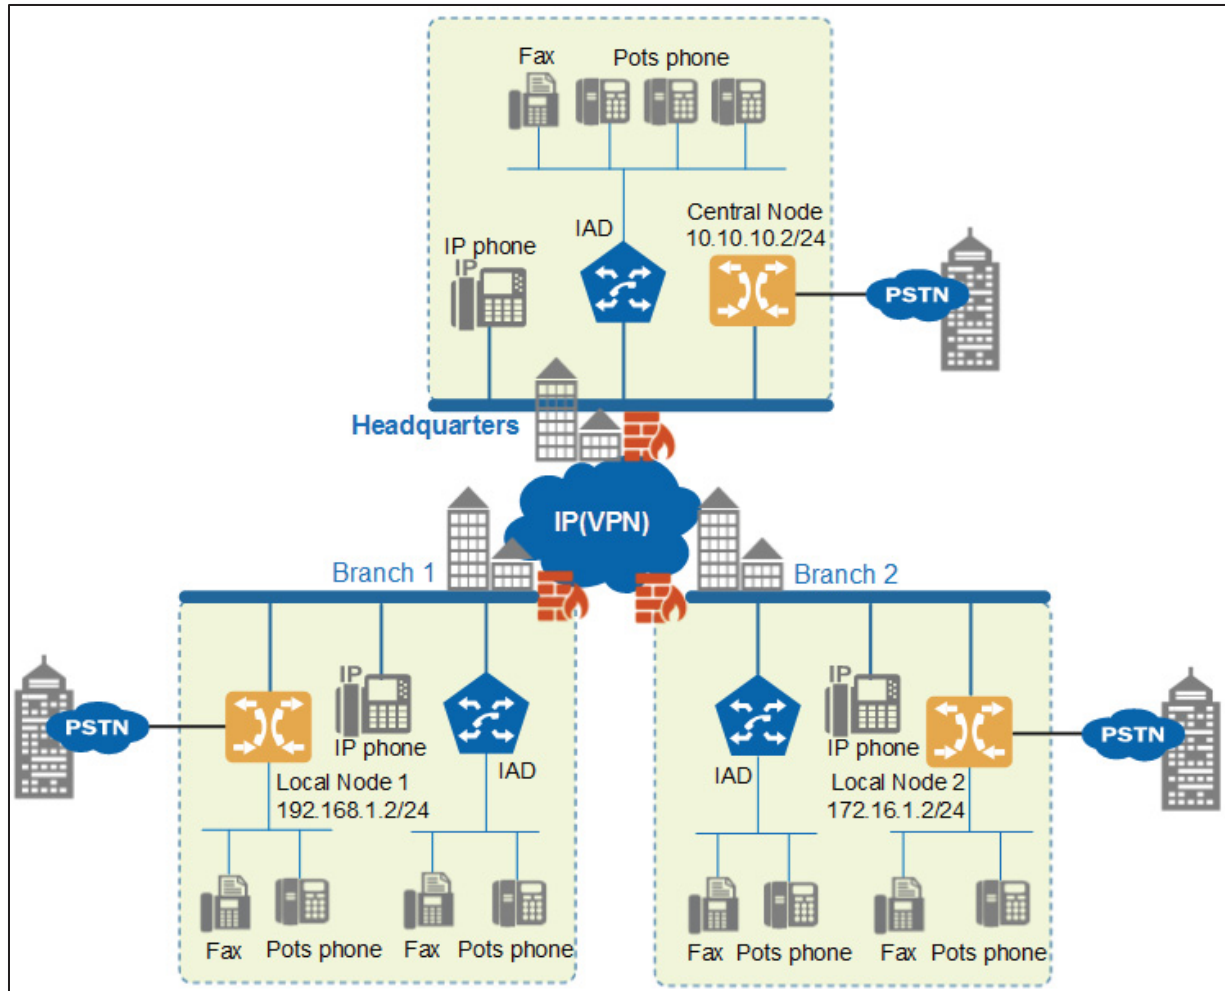 Fax
Pots phone
Central Node
10.10.10.2/24
IAD
IP phone
IP
PSTN
Headquarters
IP(VPN)
Branch 1
Branch 2
IP
IP
PSTN
IP phone
IAD
Local Node 1
192.168.1.2/24
PSTN
IP phone
IAD
Local Node 2
172.16.1.2/24
Fax
Pots phone
Fax
Pots phone
Fax
Pots phone
Fax
Pots phone